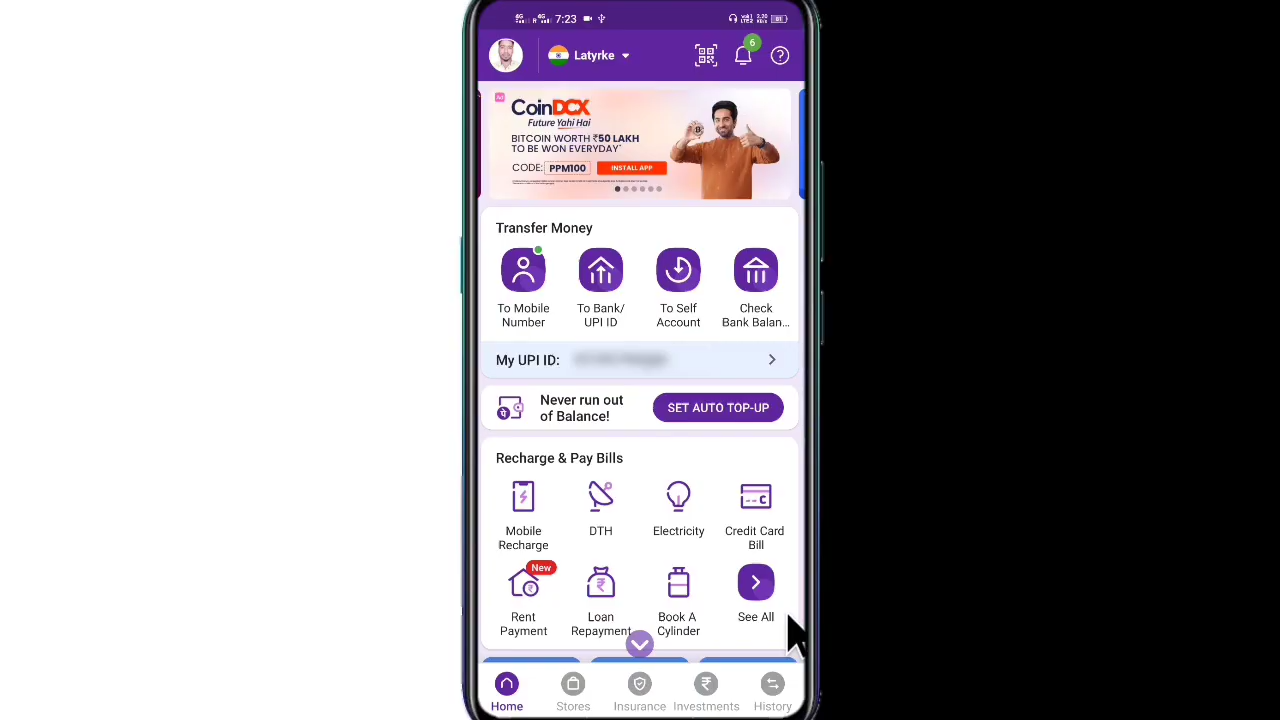 7:23
6
Latyrke
Ad
CoinDCX
Future Yahi Hai
BITCOIN WORTH ₹50 LAKH
TO BE WON EVERYDAY*
CODE: PPM100 INSTALL APP
Transfer Money
To Mobile
Number
To Bank/
UPI ID
To Self
Account
Check
Bank Balan...
My UPI ID:
Never run out
of Balance!
SET AUTO TOP-UP
Recharge & Pay Bills
Mobile
Recharge
DTH
Electricity
Credit Card
Bill
New
Rent
Payment
Loan
Repayment
Book A
Cylinder
See All
Home
Stores
Insurance
Investments
History